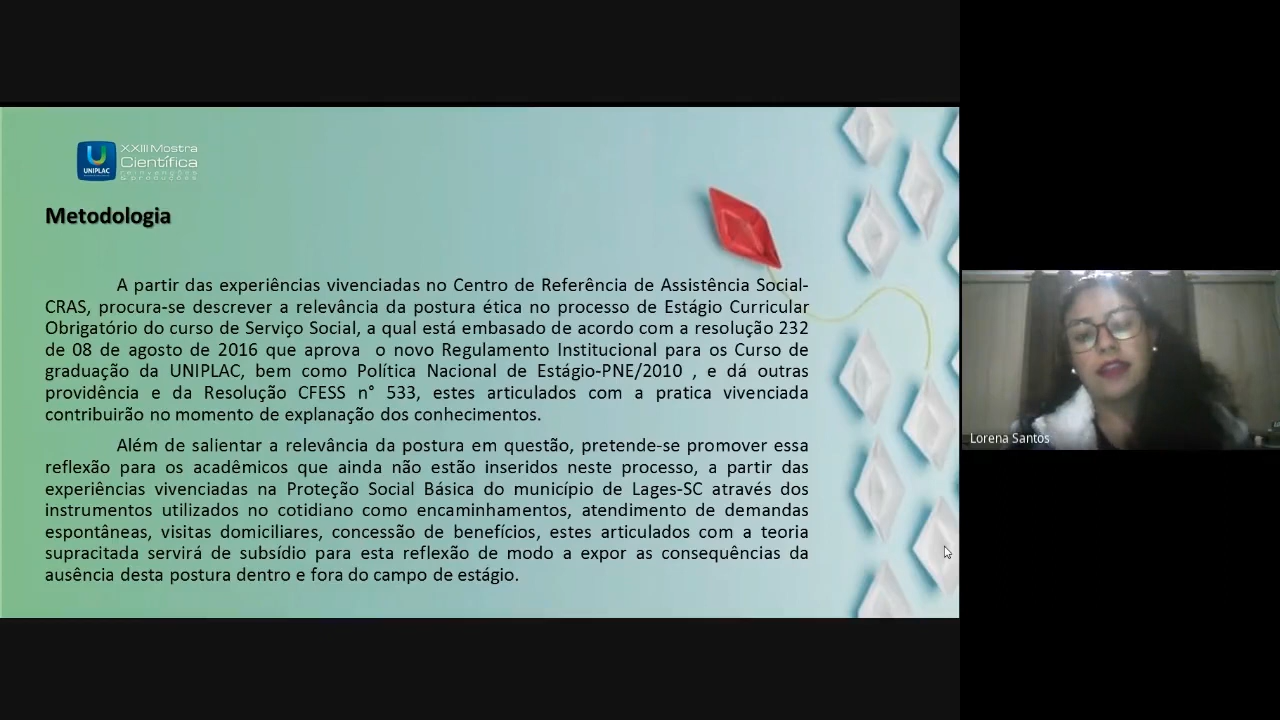 XXIII Mostra
Científica
reinvenções
& produções
UNIPLAC
Metodologia
A partir das experiências vivenciadas no Centro de Referência de Assistência Social-
CRAS, procura-se descrever a relevância da postura ética no processo de Estágio Curricular
Obrigatório do curso de Serviço Social, a qual está embasado de acordo com a resolução 232
de 08 de agosto de 2016 que aprova o novo Regulamento Institucional para os Curso de
graduação da UNIPLAC, bem como Política Nacional de Estágio-PNE/2010 , e dá outras
providência e da Resolução CFESS n° 533, estes articulados com a pratica vivenciada
contribuirão no momento de explanação dos conhecimentos.
Além de salientar a relevância da postura em questão, pretende-se promover essa
reflexão para os acadêmicos que ainda não estão inseridos neste processo, a partir das
experiências vivenciadas na Proteção Social Básica do município de Lages-SC através dos
instrumentos utilizados no cotidiano como encaminhamentos, atendimento de demandas
espontâneas, visitas domiciliares, concessão de benefícios, estes articulados com a teoria
supracitada servirá de subsídio para esta reflexão de modo a expor as consequências da
ausência desta postura dentro e fora do campo de estágio.
Lorena Santos